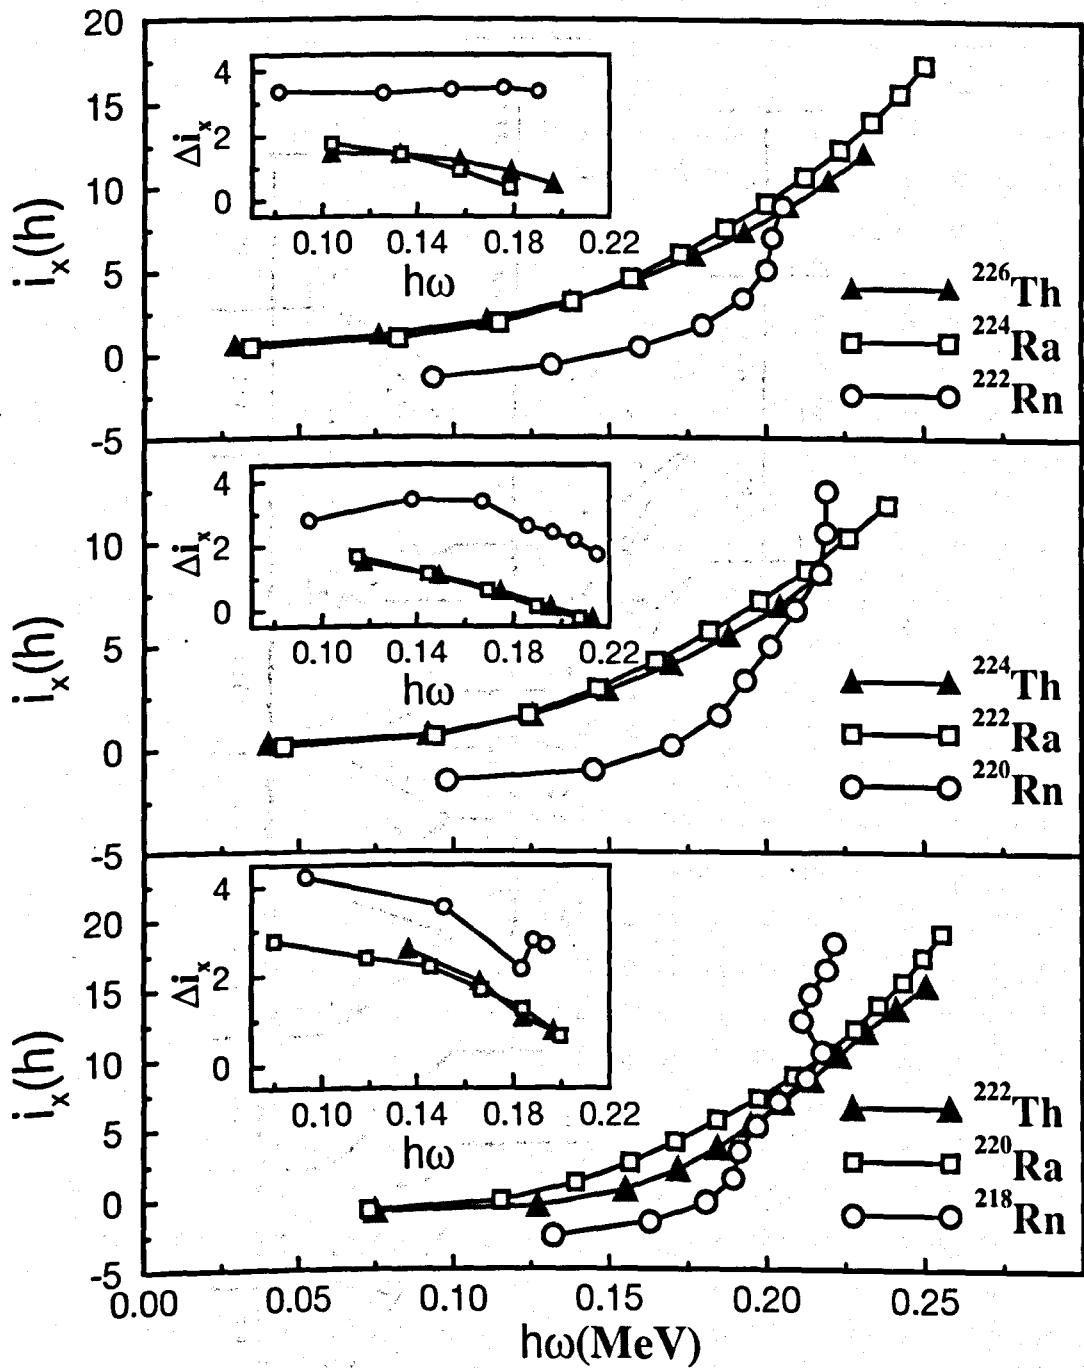 20
15
10
5
0
-5
i_x(h)
4
2
0
Δi_x
0.10 0.14 0.18 0.22
hω
²²⁶Th
²²⁴Ra
²²²Rn
10
5
0
-5
i_x(h)
4
2
0
Δi_x
0.10 0.14 0.18 0.22
hω
²²⁴Th
²²²Ra
²²⁰Rn
20
15
10
5
0
-5
i_x(h)
4
2
0
Δi_x
0.10 0.14 0.18 0.22
hω
²²²Th
²²⁰Ra
²¹⁸Rn
0.00 0.05 0.10 0.15 0.20 0.25
hω(MeV)